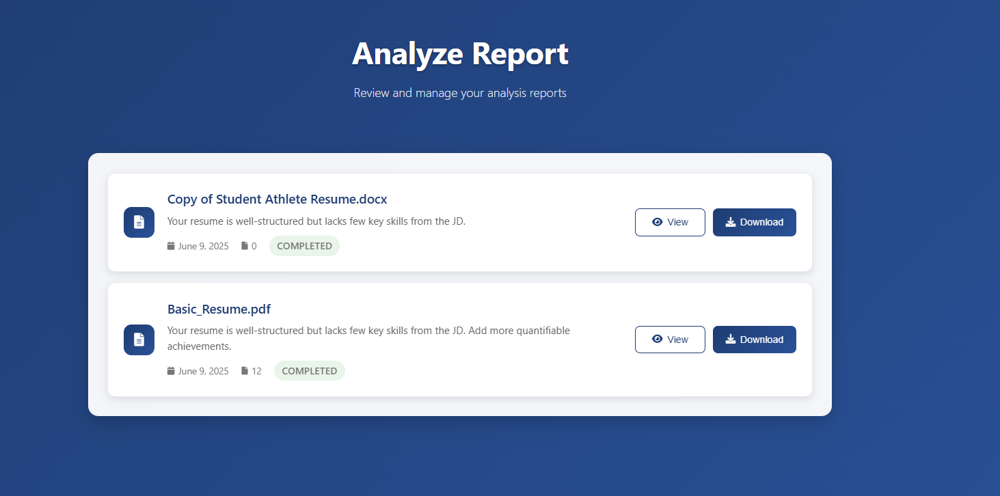 Analyze Report
Review and manage your analysis reports
Copy of Student Athlete Resume.docx
Your resume is well-structured but lacks few key skills from the JD.
June 9, 2025 0 COMPLETED
View Download
Basic_Resume.pdf
Your resume is well-structured but lacks few key skills from the JD. Add more quantifiable
achievements.
June 9, 2025 12 COMPLETED
View Download